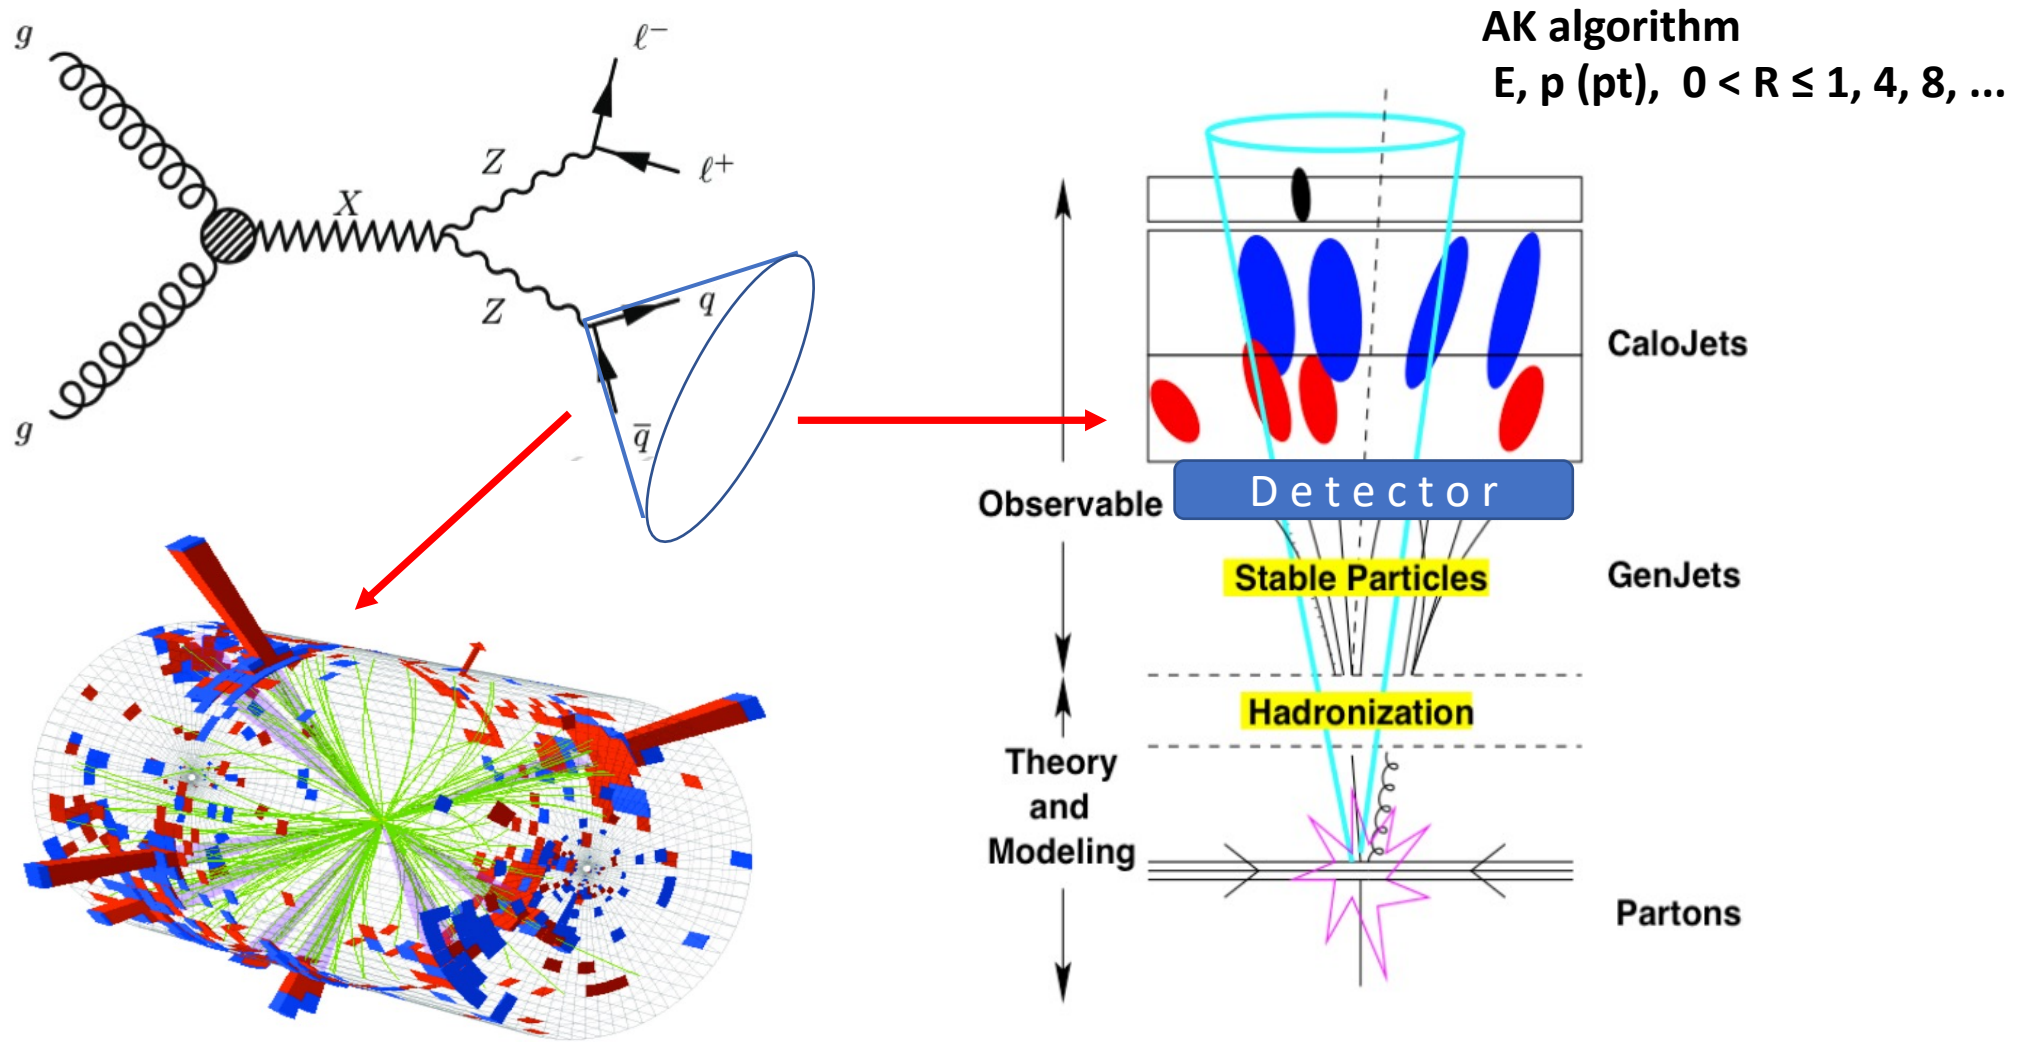 g
g
X
Z
Z
ℓ⁻
ℓ⁺
q
q̅
AK algorithm
E, p (pt), 0 < R ≤ 1, 4, 8, ...
CaloJets
Detector
Observable
Stable Particles
GenJets
Hadronization
Theory
and
Modeling
Partons